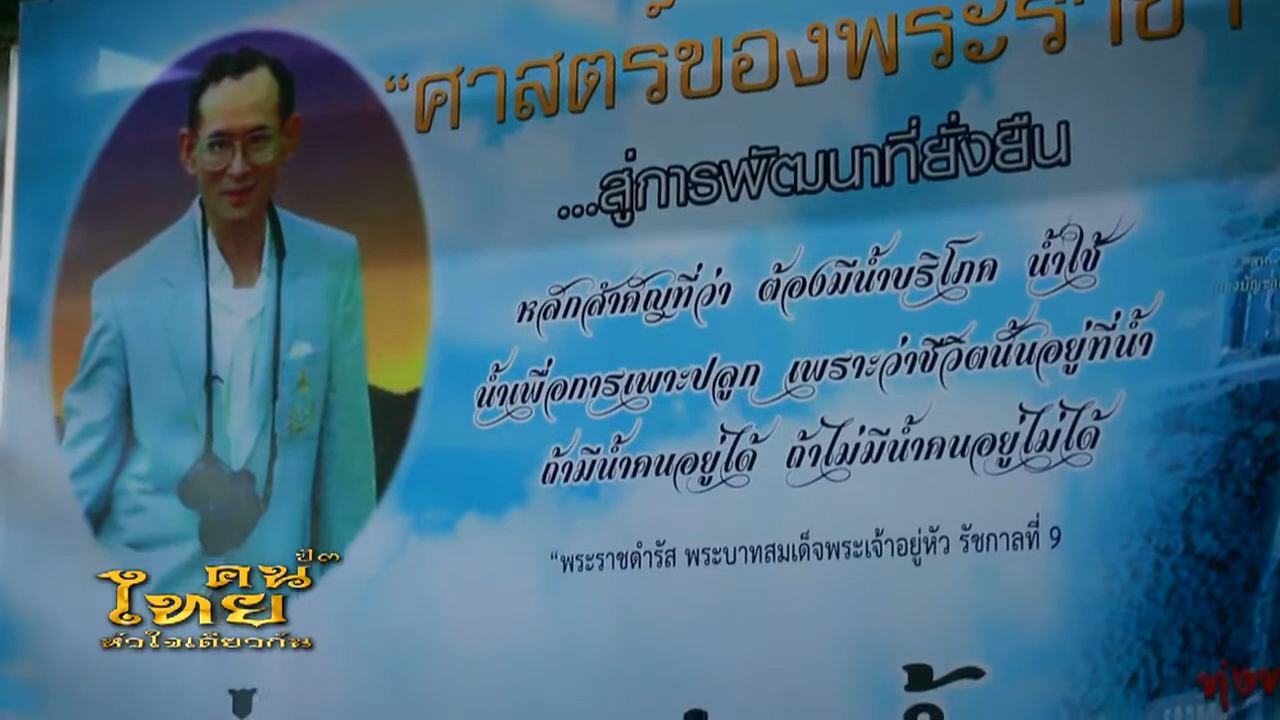 “ศาสตร์ของพระราชา
...สู่การพัฒนาที่ยั่งยืน
หลักสำคัญที่ว่า ต้องมีน้ำบริโภค น้ำใช้
น้ำเพื่อการเพาะปลูก เพราะว่าชีวิตนั้นอยู่ที่น้ำ
ถ้ามีน้ำคนอยู่ได้ ถ้าไม่มีน้ำคนอยู่ไม่ได้
“พระราชดำรัส พระบาทสมเด็จพระเจ้าอยู่หัว รัชกาลที่ 9
คนไทย ปี๓
หัวใจเดียวกัน